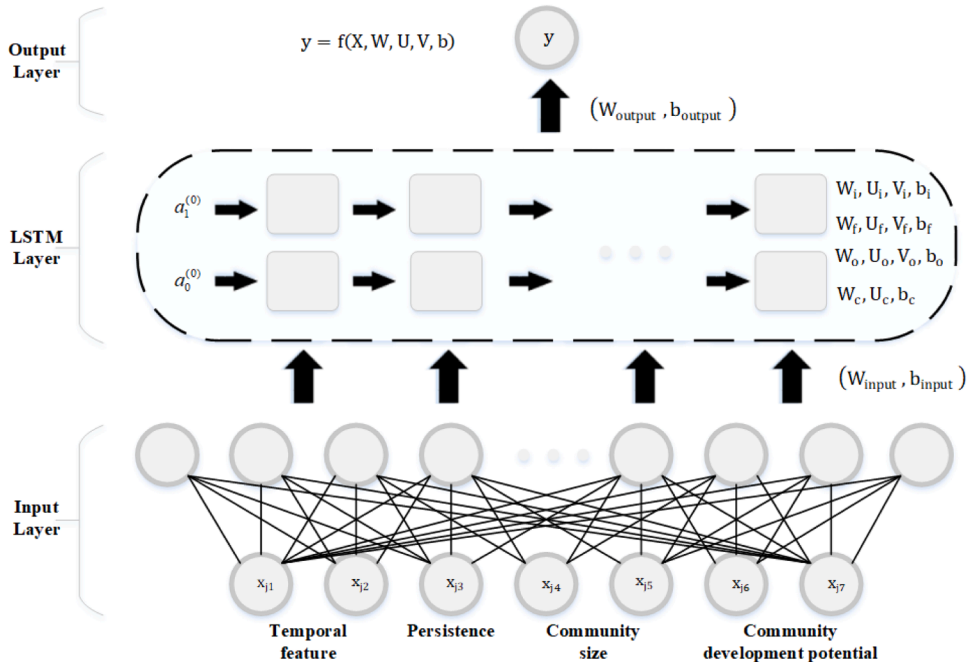 Output
Layer
y = f(X, W, U, V, b)
y
(W_output , b_output)
LSTM
Layer
a_1^(0)
a_0^(0)
W_i, U_i, V_i, b_i
W_f, U_f, V_f, b_f
W_o, U_o, V_o, b_o
W_c, U_c, b_c
(W_input , b_input)
Input
Layer
x_j1 x_j2 x_j3 x_j4 x_j5 x_j6 x_j7
Temporal
feature
Persistence
Community
size
Community
development potential